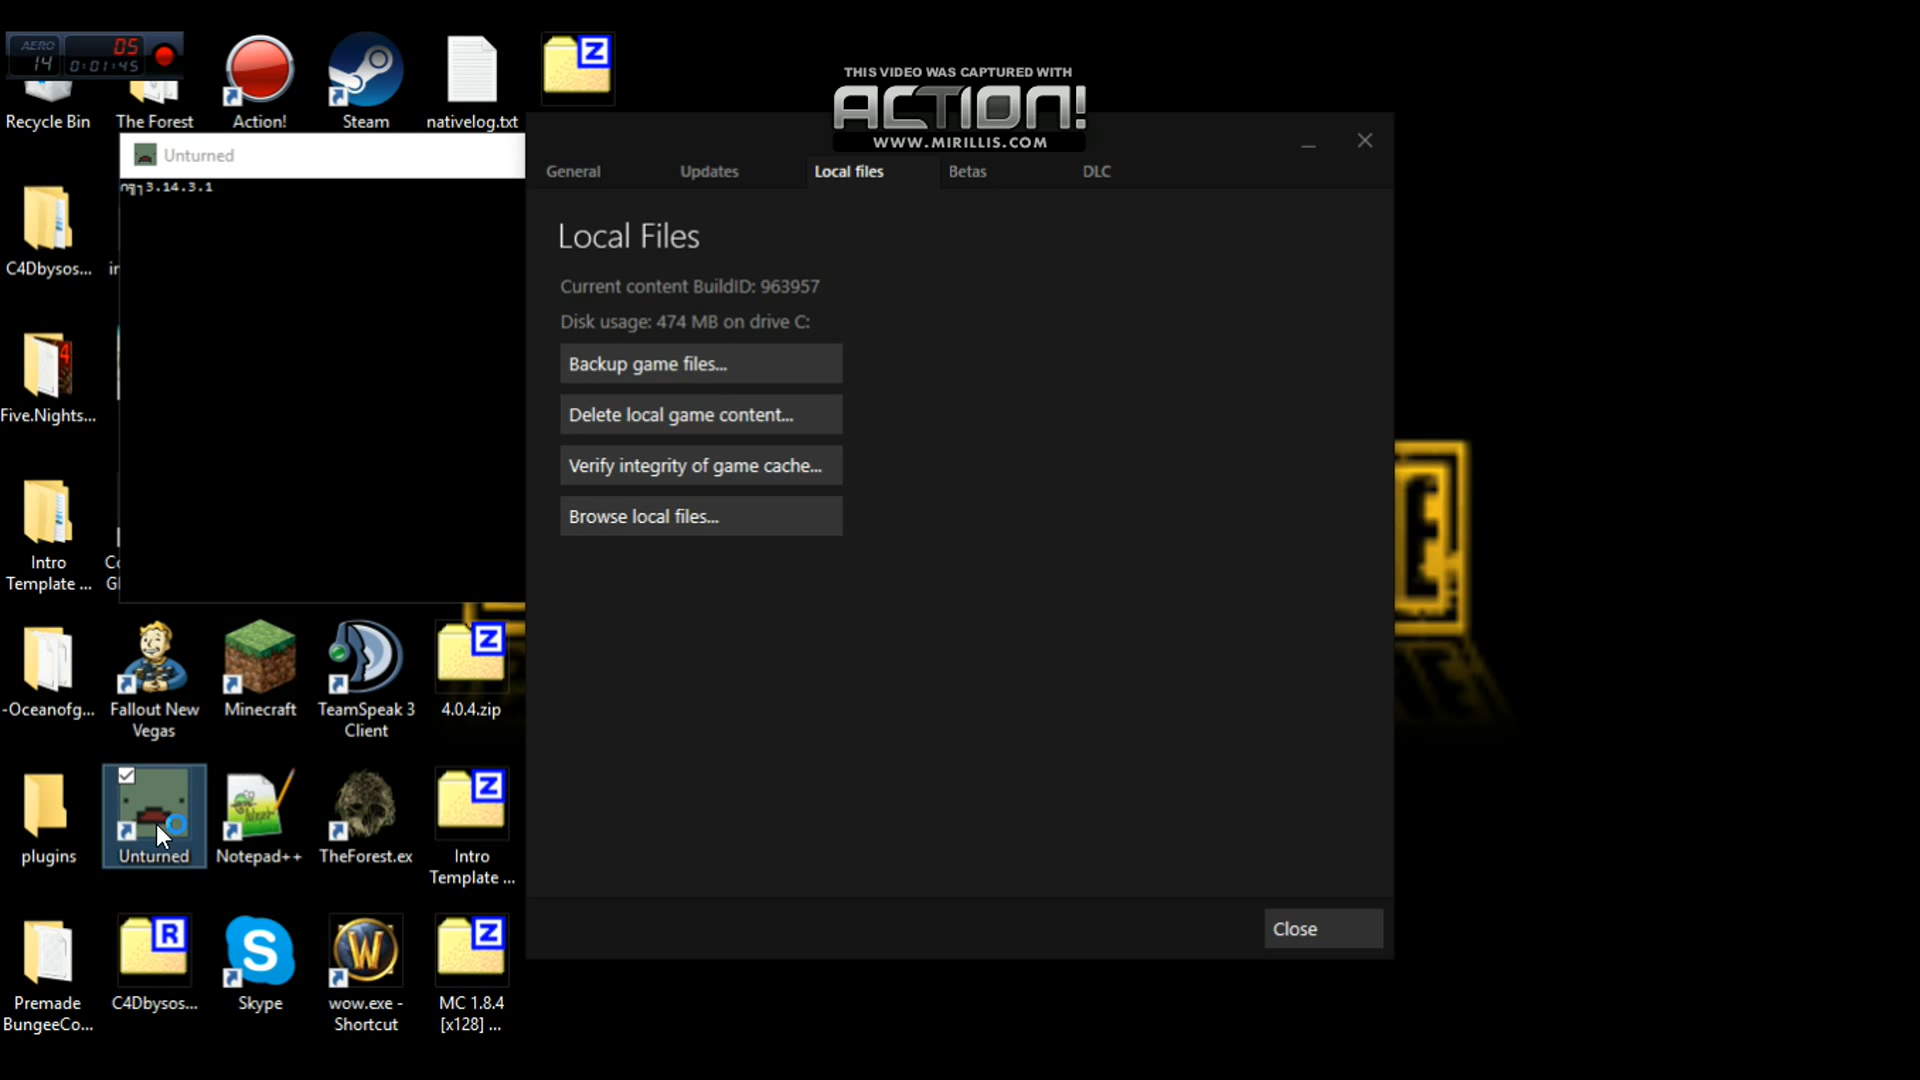 AERO
14
05
0:01:45
THIS VIDEO WAS CAPTURED WITH
ACTION!
WWW.MIRILLIS.COM
Recycle Bin
The Forest
Action!
Steam
nativelog.txt
Unturned
3.14.3.1
General
Updates
Local files
Betas
DLC
Local Files
Current content BuildID: 963957
Disk usage: 474 MB on drive C:
Backup game files...
Delete local game content...
Verify integrity of game cache...
Browse local files...
Close
C4Dbysos...
Five.Nights...
Intro
Template ...
-Oceanofg...
Fallout New
Vegas
Minecraft
TeamSpeak 3
Client
4.0.4.zip
plugins
Unturned
Notepad++
TheForest.ex
Intro
Template ...
Premade
BungeeCo...
C4Dbysos...
Skype
wow.exe -
Shortcut
MC 1.8.4
[x128] ...